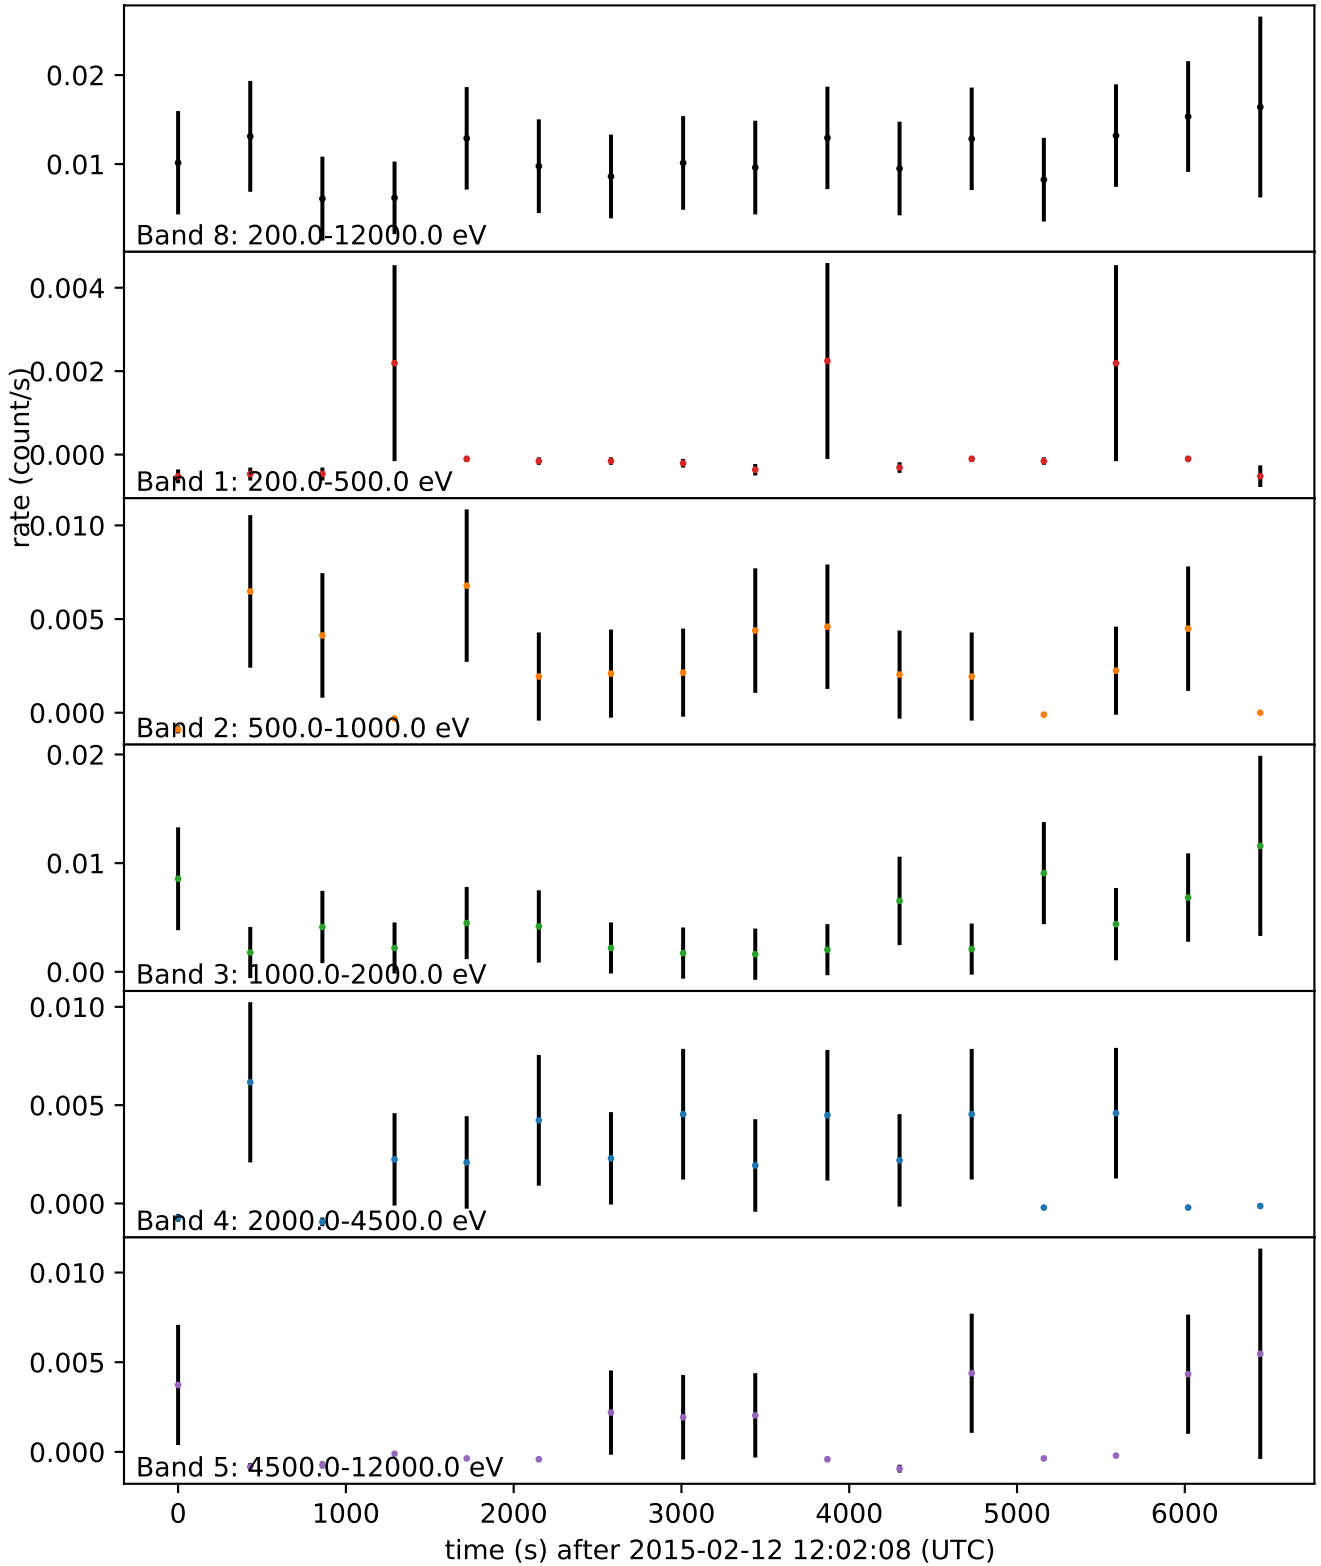 0.02
0.01
Band 8: 200.0-12000.0 eV
0.004
0.002
0.000
Band 1: 200.0-500.0 eV
rate (count/s)
0.010
0.005
0.000
Band 2: 500.0-1000.0 eV
0.02
0.01
0.00
Band 3: 1000.0-2000.0 eV
0.010
0.005
0.000
Band 4: 2000.0-4500.0 eV
0.010
0.005
0.000
Band 5: 4500.0-12000.0 eV
0 1000 2000 3000 4000 5000 6000
time (s) after 2015-02-12 12:02:08 (UTC)